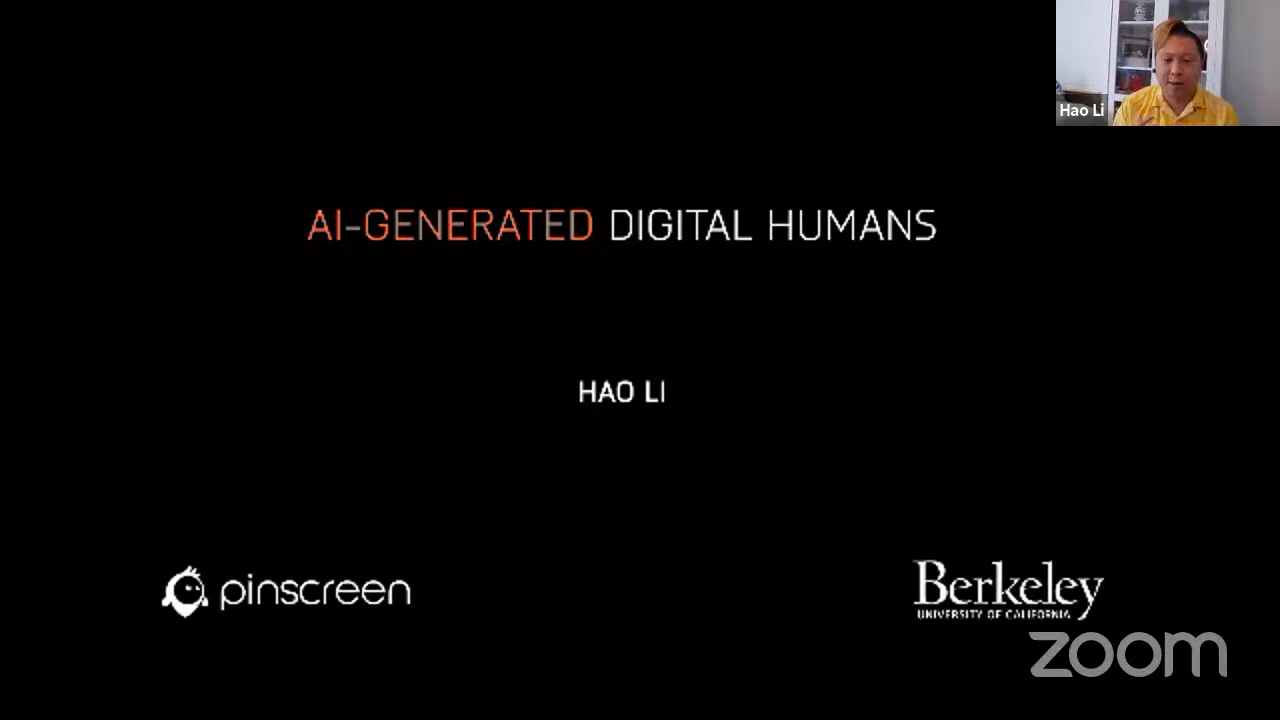 Hao Li
AI-GENERATED DIGITAL HUMANS
HAO LI
pinscreen
Berkeley
UNIVERSITY OF CALIFORNIA
zoom